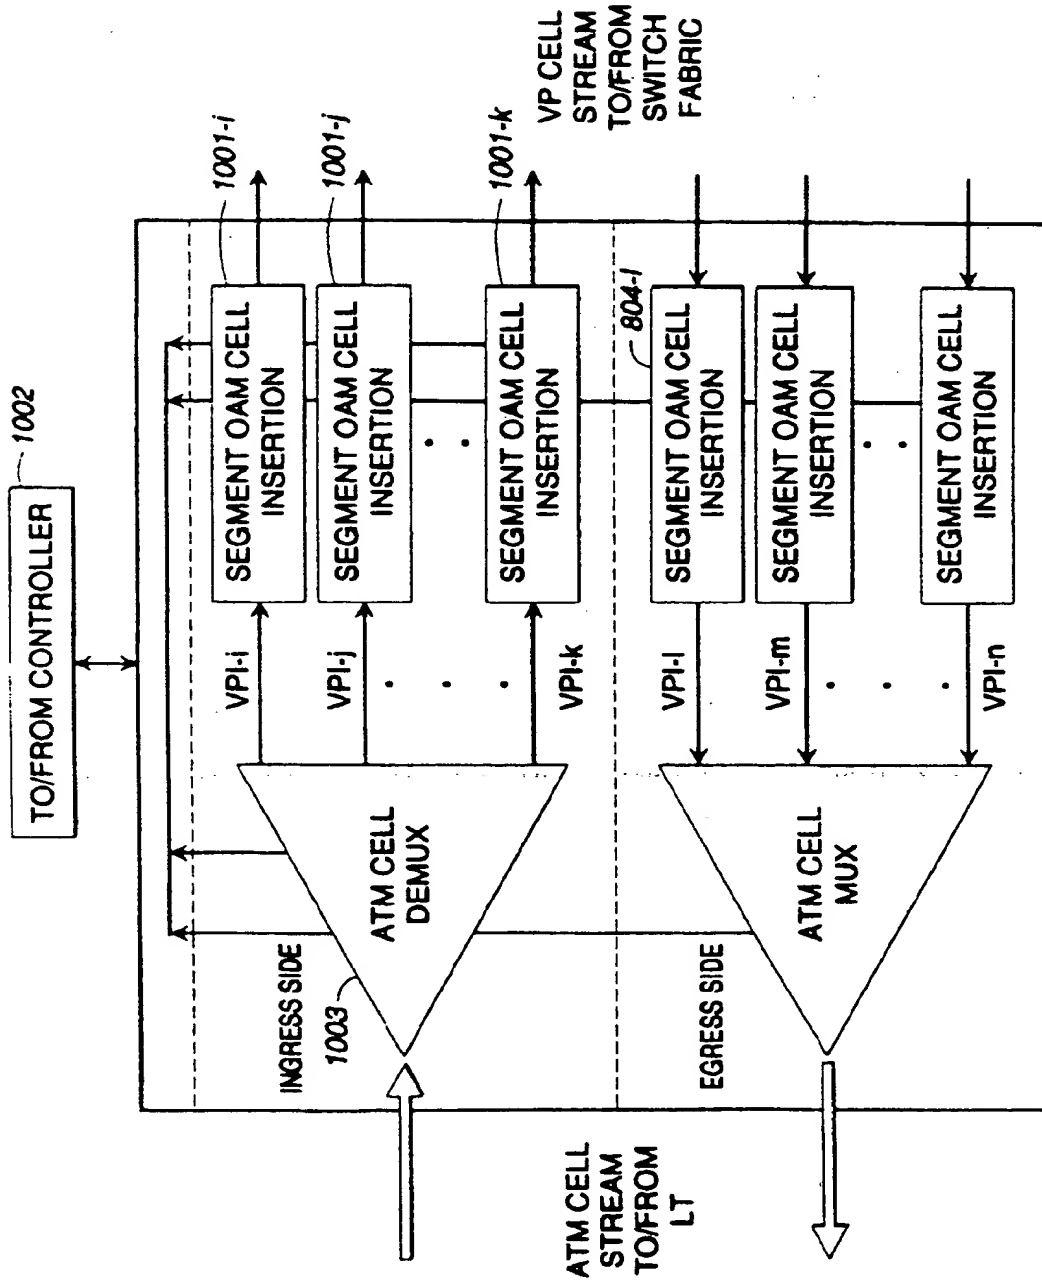 TO/FROM CONTROLLER
1002
INGRESS SIDE
1003
ATM CELL
DEMUX
VPI-i
VPI-j
VPI-k
SEGMENT OAM CELL
INSERTION
1001-i
SEGMENT OAM CELL
INSERTION
1001-j
SEGMENT OAM CELL
INSERTION
1001-k
ATM CELL
STREAM
TO/FROM
LT
VP CELL
STREAM
TO/FROM
SWITCH
FABRIC
EGRESS SIDE
ATM CELL
MUX
VPI-l
VPI-m
VPI-n
804-l
SEGMENT OAM CELL
INSERTION
SEGMENT OAM CELL
INSERTION
SEGMENT OAM CELL
INSERTION